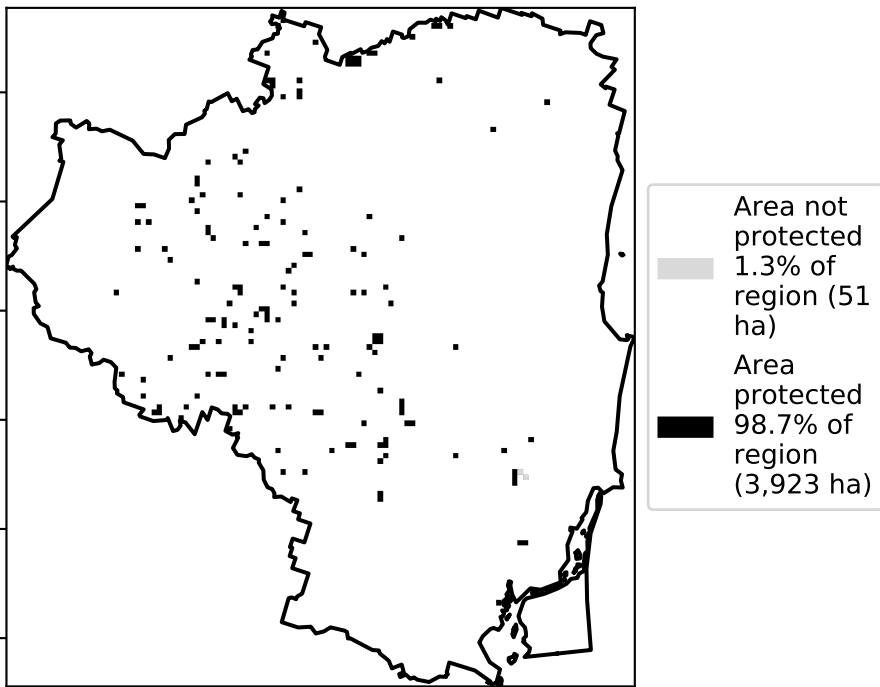 Area not
protected
1.3% of
region (51
ha)
Area
protected
98.7% of
region
(3,923 ha)